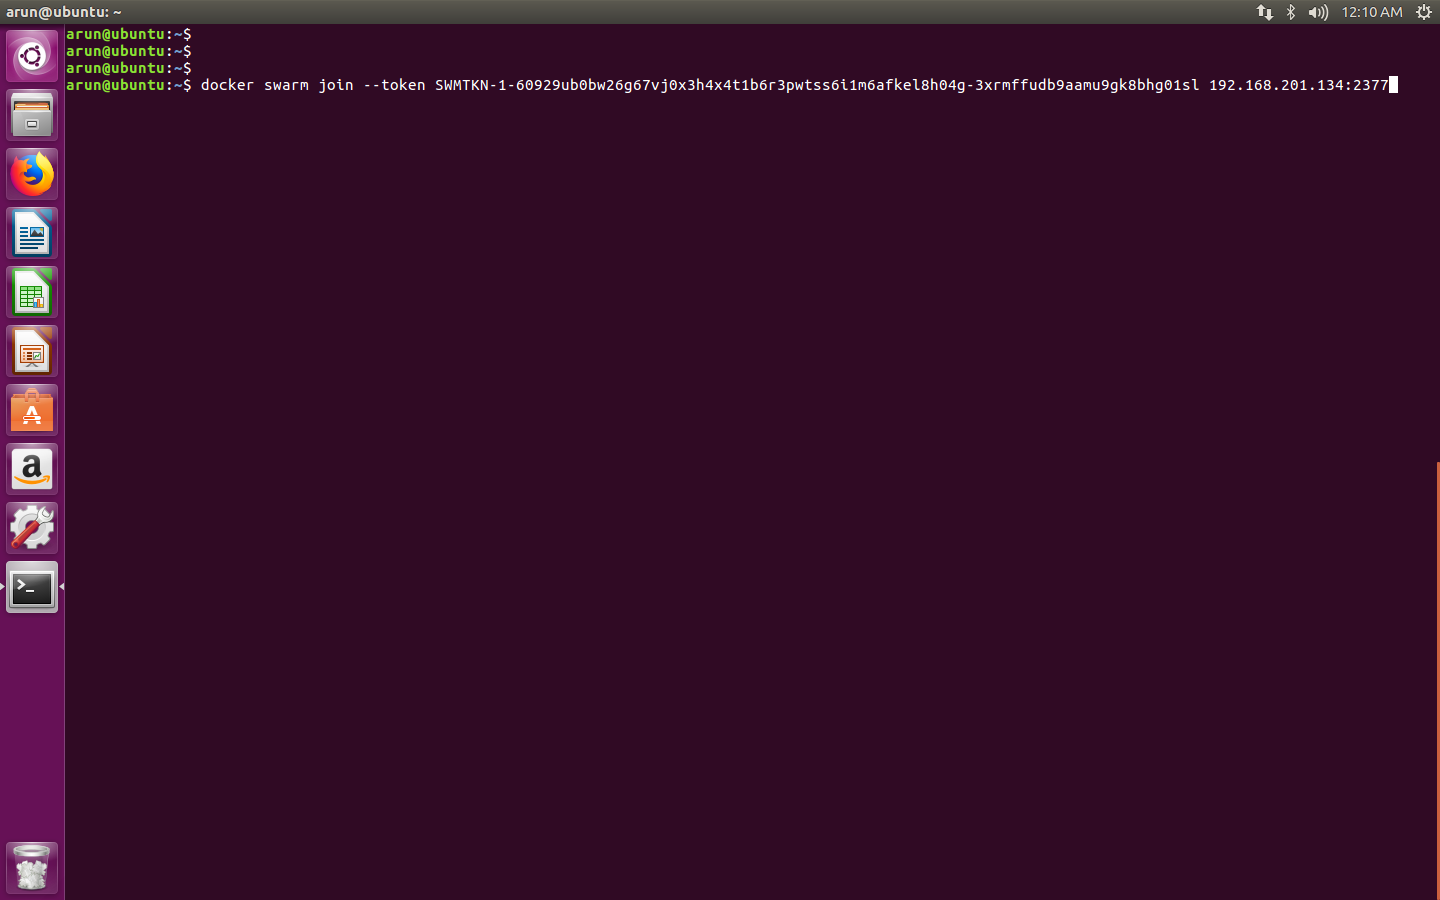 arun@ubuntu: ~
12:10 AM
arun@ubuntu:~$
arun@ubuntu:~$
arun@ubuntu:~$
arun@ubuntu:~$ docker swarm join --token SWMTKN-1-60929ub0bw26g67vj0x3h4x4t1b6r3pwtss6i1m6afkel8h04g-3xrmffudb9aamu9gk8bhg01sl 192.168.201.134:2377